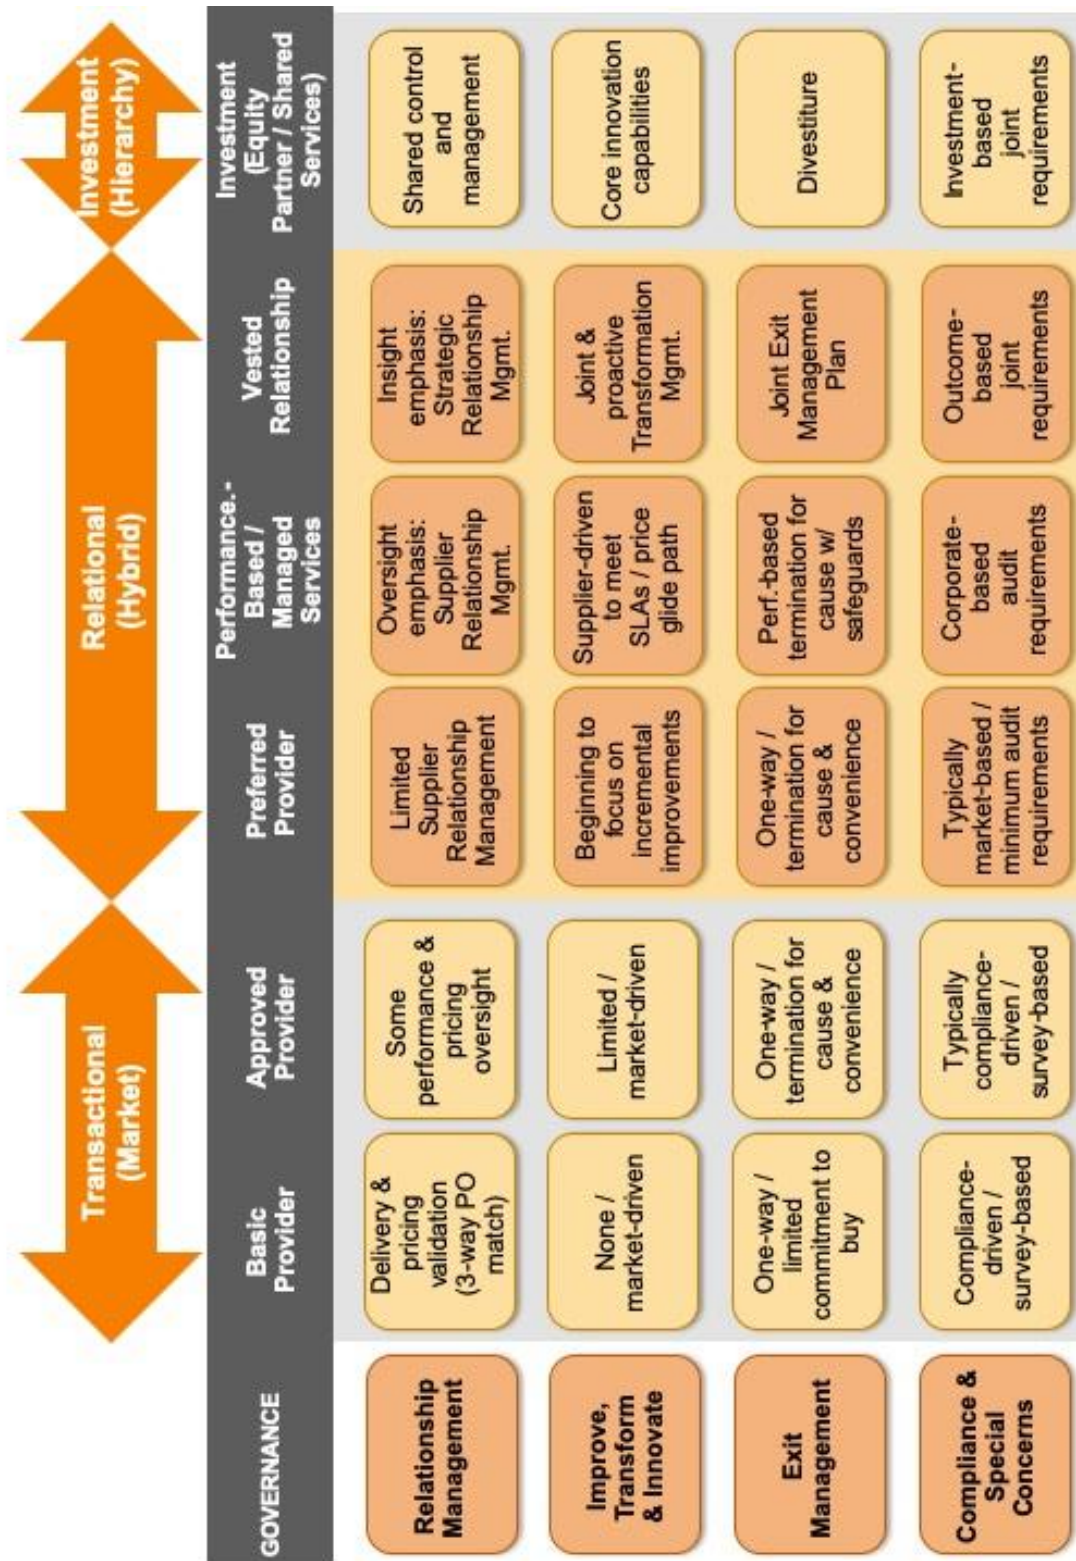 Transactional
(Market)
Relational
(Hybrid)
Investment
(Hierarchy)
GOVERNANCE
Basic
Provider
Approved
Provider
Preferred
Provider
Performance.-
Based /
Managed
Services
Vested
Relationship
Investment
(Equity
Partner / Shared
Services)
Relationship
Management
Delivery &
pricing
validation
(3-way PO
match)
Some
performance &
pricing
oversight
Limited
Supplier
Relationship
Management
Oversight
emphasis:
Supplier
Relationship
Mgmt.
Insight
emphasis:
Strategic
Relationship
Mgmt.
Shared control
and
management
Improve,
Transform
& Innovate
None /
market-driven
Limited /
market-driven
Beginning to
focus on
incremental
improvements
Supplier-driven
to meet
SLAs / price
glide path
Joint &
proactive
Transformation
Mgmt.
Core innovation
capabilities
Exit
Management
One-way /
limited
commitment to
buy
One-way /
termination for
cause &
convenience
One-way /
termination for
cause &
convenience
Perf.-based
termination for
cause w/
safeguards
Joint Exit
Management
Plan
Divestiture
Compliance &
Special
Concerns
Compliance-
driven /
survey-based
Typically
compliance-
driven /
survey-based
Typically
market-based /
minimum audit
requirements
Corporate-
based
audit
requirements
Outcome-
based
joint
requirements
Investment-
based
joint
requirements